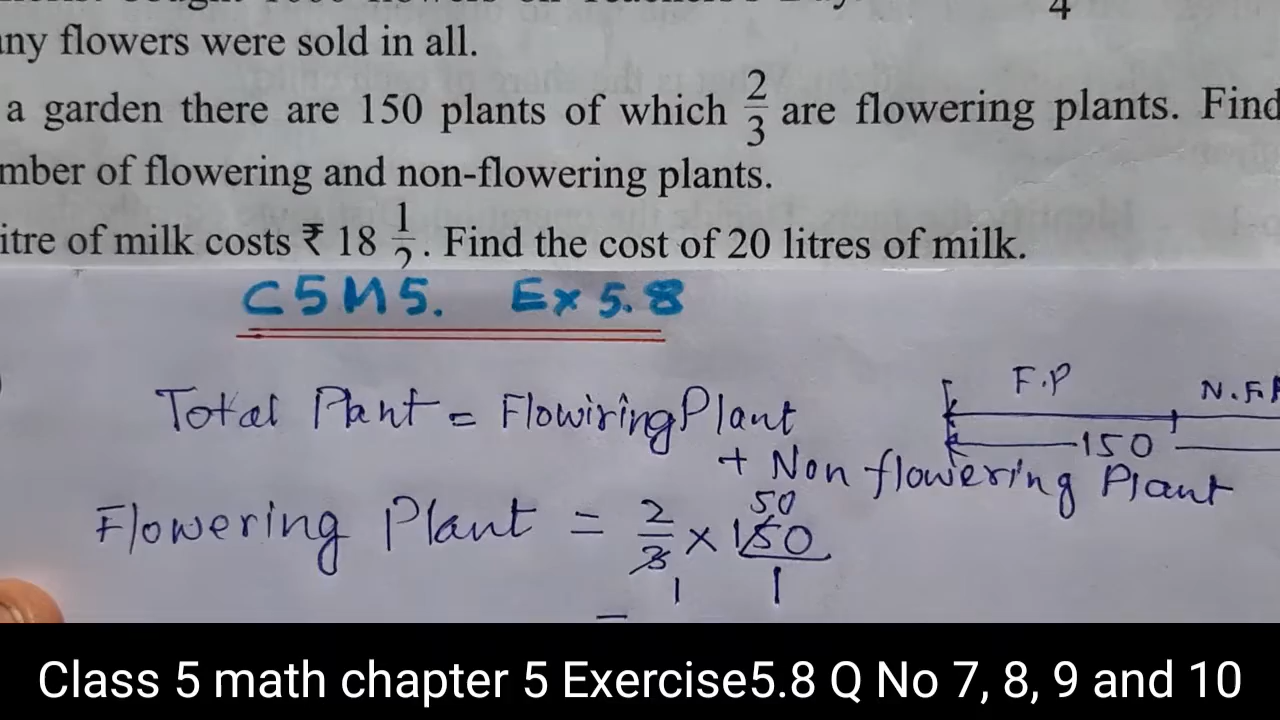 4
any flowers were sold in all.
a garden there are 150 plants of which 2/3 are flowering plants. Find
mber of flowering and non-flowering plants.
itre of milk costs ₹ 18 1/2. Find the cost of 20 litres of milk.
C5M5. Ex 5.8
Total Plant = Flowiring Plant
+ Non flowering Plant
F.P N.F.P
150
Flowering Plant = 2/3 × 150/1
50
1
Class 5 math chapter 5 Exercise5.8 Q No 7, 8, 9 and 10